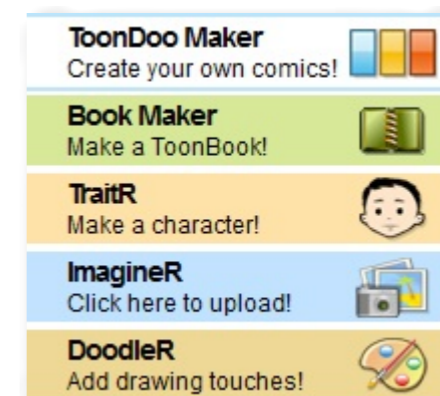 ToonDoo Maker
Create your own comics!
Book Maker
Make a ToonBook!
TraitR
Make a character!
ImagineR
Click here to upload!
DoodleR
Add drawing touches!